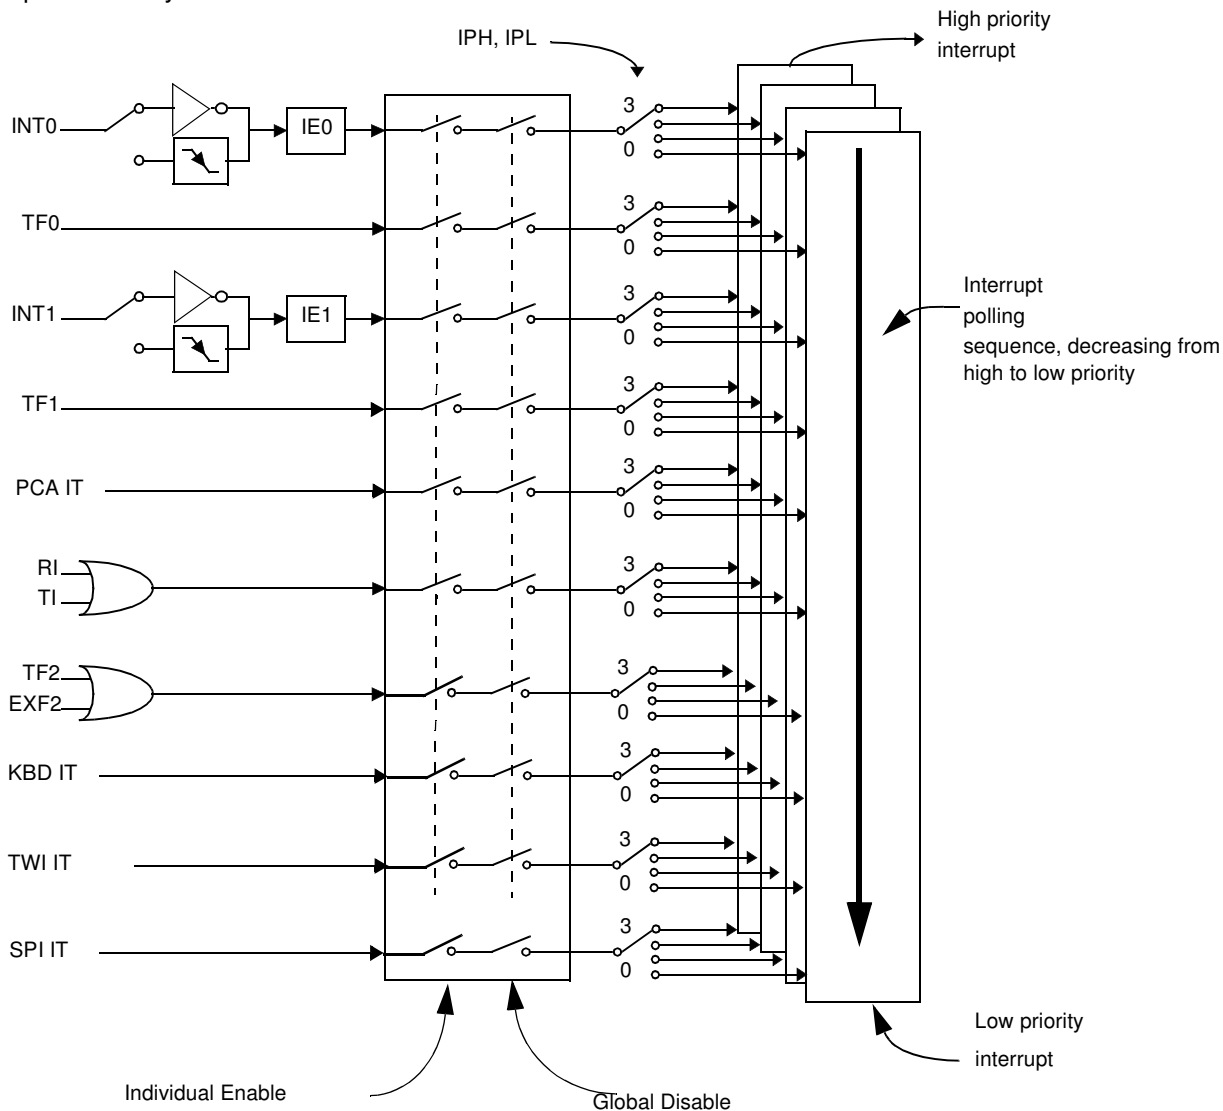 High priority
interrupt
IPH, IPL
INT0
IE0
3
0
TF0
3
0
INT1
IE1
3
0
Interrupt
polling
sequence, decreasing from
high to low priority
TF1
3
0
PCA IT
3
0
RI
TI
3
0
TF2
EXF2
3
0
KBD IT
3
0
TWI IT
3
0
SPI IT
3
0
Low priority
interrupt
Individual Enable
Global Disable